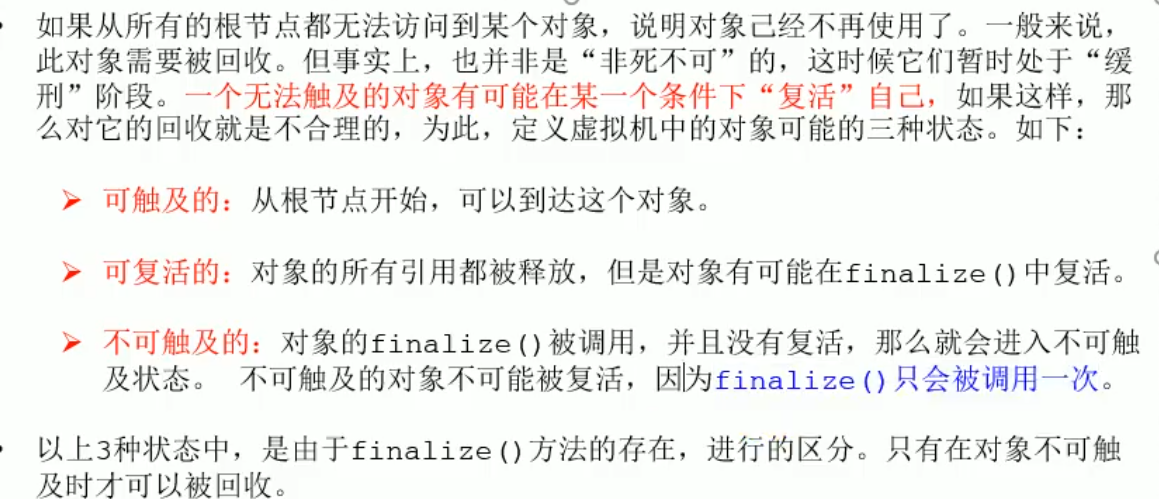 • 如果从所有的根节点都无法访问到某个对象，说明对象己经不再使用了。一般来说，
此对象需要被回收。但事实上，也并非是“非死不可”的，这时候它们暂时处于“缓
刑”阶段。一个无法触及的对象有可能在某一个条件下“复活”自己，如果这样，那
么对它的回收就是不合理的，为此，定义虚拟机中的对象可能的三种状态。如下：
➢ 可触及的：从根节点开始，可以到达这个对象。
➢ 可复活的：对象的所有引用都被释放，但是对象有可能在finalize()中复活。
➢ 不可触及的：对象的finalize()被调用，并且没有复活，那么就会进入不可触
及状态。 不可触及的对象不可能被复活，因为finalize()只会被调用一次。
• 以上3种状态中，是由于finalize()方法的存在，进行的区分。只有在对象不可触
及时才可以被回收。